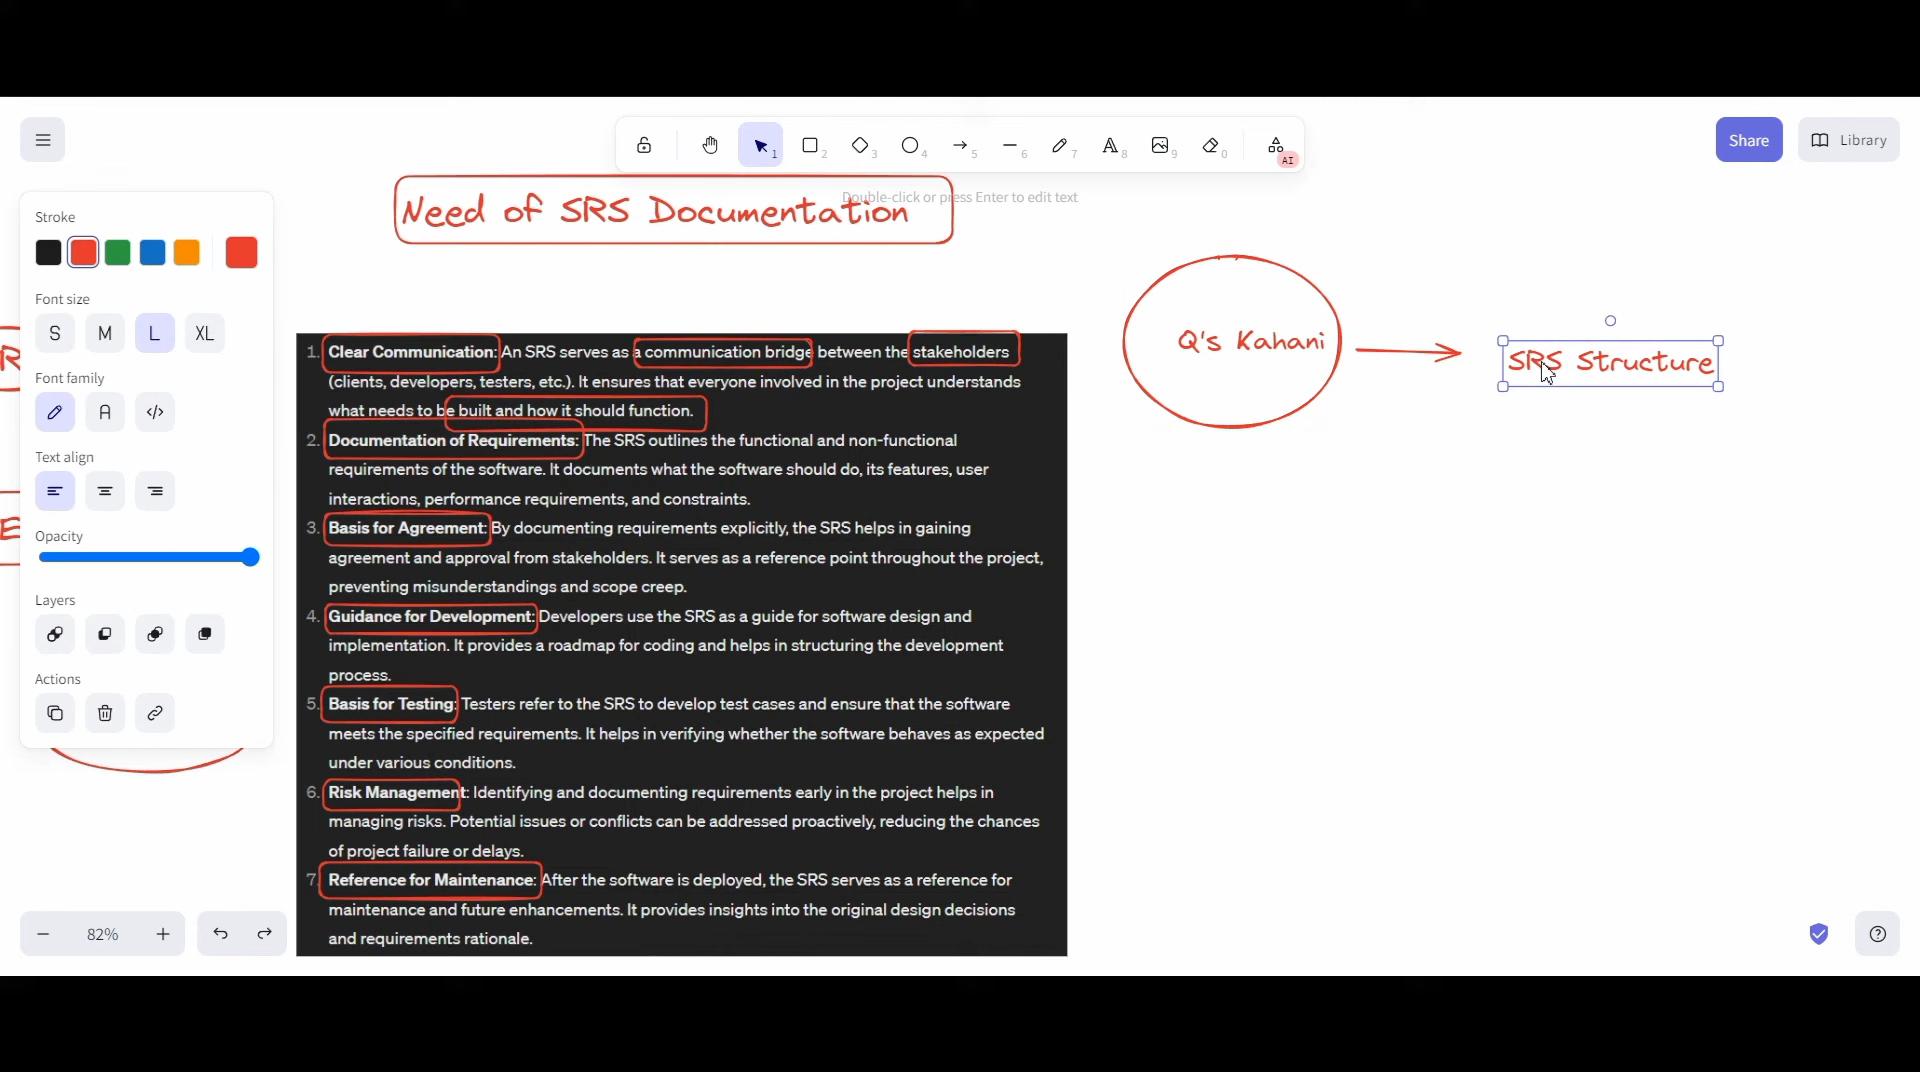 1
2
3
4
5
6
7
8
9
0
AI
Share
Library
Double-click or press Enter to edit text
Need of SRS Documentation
Stroke
Font size
S M L XL
Font family
Text align
Opacity
Layers
Actions
82%
1. Clear Communication: An SRS serves as a communication bridge between the stakeholders
(clients, developers, testers, etc.). It ensures that everyone involved in the project understands
what needs to be built and how it should function.
2. Documentation of Requirements: The SRS outlines the functional and non-functional
requirements of the software. It documents what the software should do, its features, user
interactions, performance requirements, and constraints.
3. Basis for Agreement: By documenting requirements explicitly, the SRS helps in gaining
agreement and approval from stakeholders. It serves as a reference point throughout the project,
preventing misunderstandings and scope creep.
4. Guidance for Development: Developers use the SRS as a guide for software design and
implementation. It provides a roadmap for coding and helps in structuring the development
process.
5. Basis for Testing: Testers refer to the SRS to develop test cases and ensure that the software
meets the specified requirements. It helps in verifying whether the software behaves as expected
under various conditions.
6. Risk Management: Identifying and documenting requirements early in the project helps in
managing risks. Potential issues or conflicts can be addressed proactively, reducing the chances
of project failure or delays.
7. Reference for Maintenance: After the software is deployed, the SRS serves as a reference for
maintenance and future enhancements. It provides insights into the original design decisions
and requirements rationale.
Q's Kahani
SRS Structure